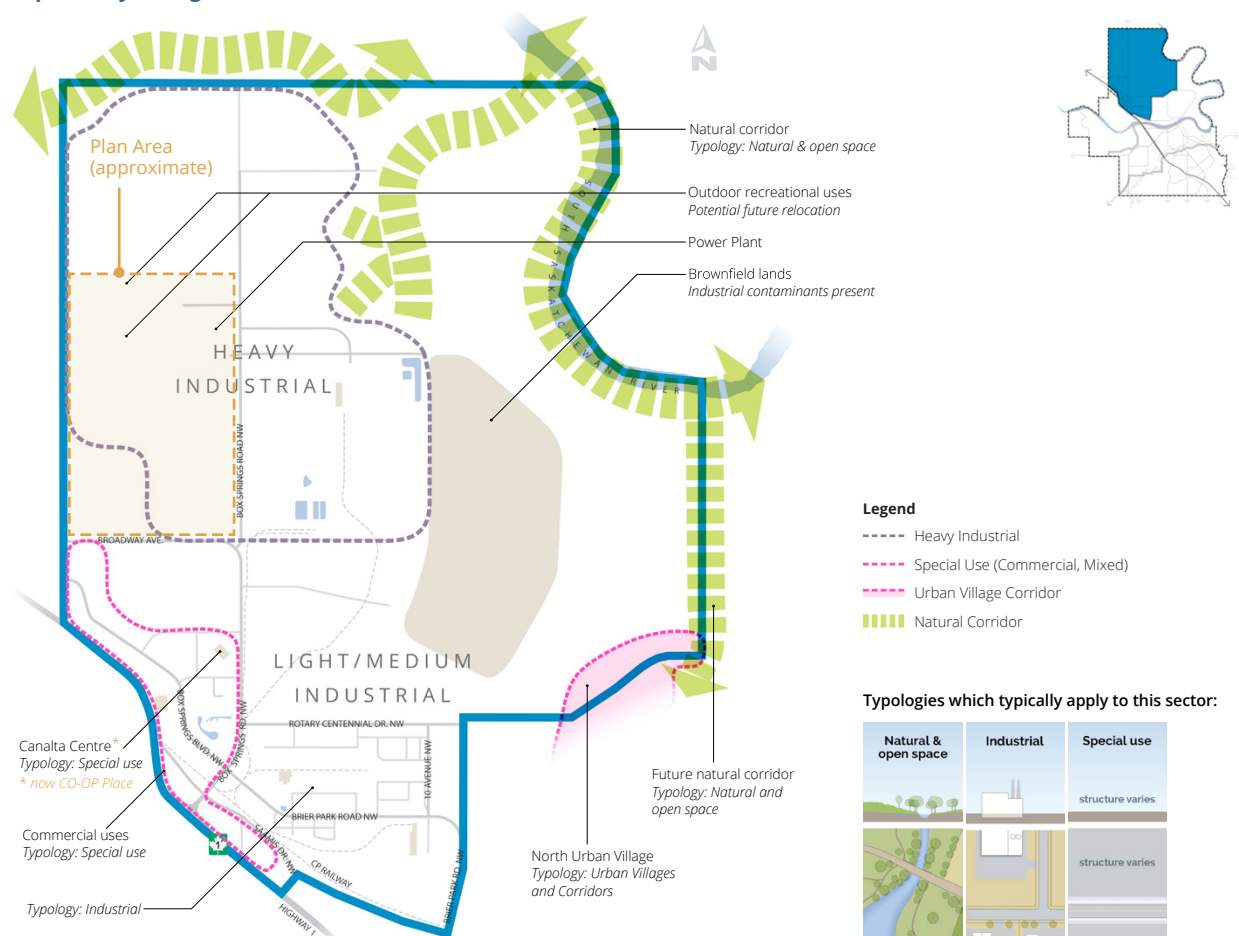 N
Plan Area
(approximate)
Natural corridor
Typology: Natural & open space
Outdoor recreational uses
Potential future relocation
Power Plant
Brownfield lands
Industrial contaminants present
SOUTH SASKATCHEWAN RIVER
HEAVY
INDUSTRIAL
BOX SPRINGS ROAD NW
BROADWAY AVE.
LIGHT/MEDIUM
INDUSTRIAL
ROTARY CENTENNIAL DR. NW
BOX SPRINGS BLVD. NW
BOX SPRINGS RD. NW
10 AVENUE NW
BRIER PARK ROAD NW
SAAMIS DR. NW
CP RAILWAY
BRIER PARK RD. NW
HIGHWAY 1
1
Canalta Centre*
Typology: Special use
* now CO-OP Place
Commercial uses
Typology: Special use
Typology: Industrial
North Urban Village
Typology: Urban Villages
and Corridors
Future natural corridor
Typology: Natural and
open space
Legend
Heavy Industrial
Special Use (Commercial, Mixed)
Urban Village Corridor
Natural Corridor
Typologies which typically apply to this sector:
Natural &
open space
Industrial
Special use
structure varies
structure varies